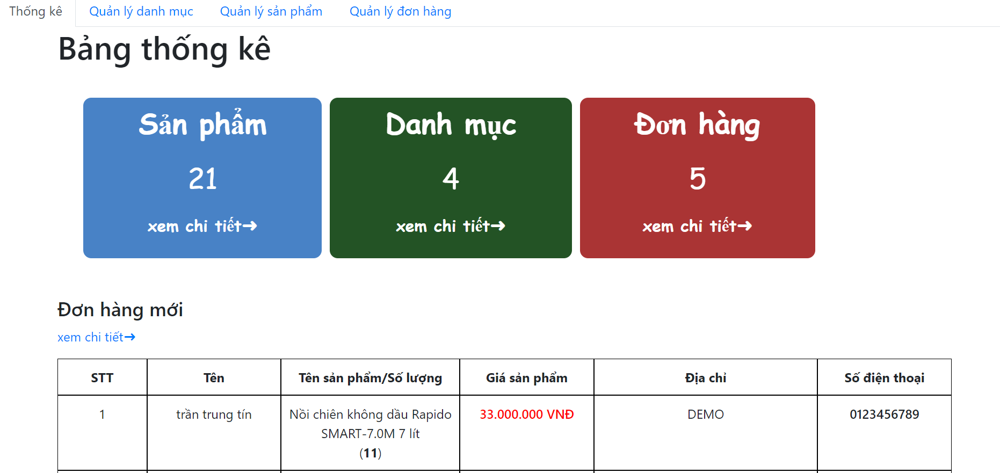 Thống kê Quản lý danh mục Quản lý sản phẩm Quản lý đơn hàng
Bảng thống kê
Sản phẩm Danh mục Đơn hàng
21 4 5
xem chi tiết➜ xem chi tiết➜ xem chi tiết➜
Đơn hàng mới
xem chi tiết➜
STT Tên Tên sản phẩm/Số lượng Giá sản phẩm Địa chỉ Số điện thoại
1 trần trung tín Nồi chiên không dầu Rapido 33.000.000 VNĐ DEMO 0123456789
SMART-7.0M 7 lít
(11)